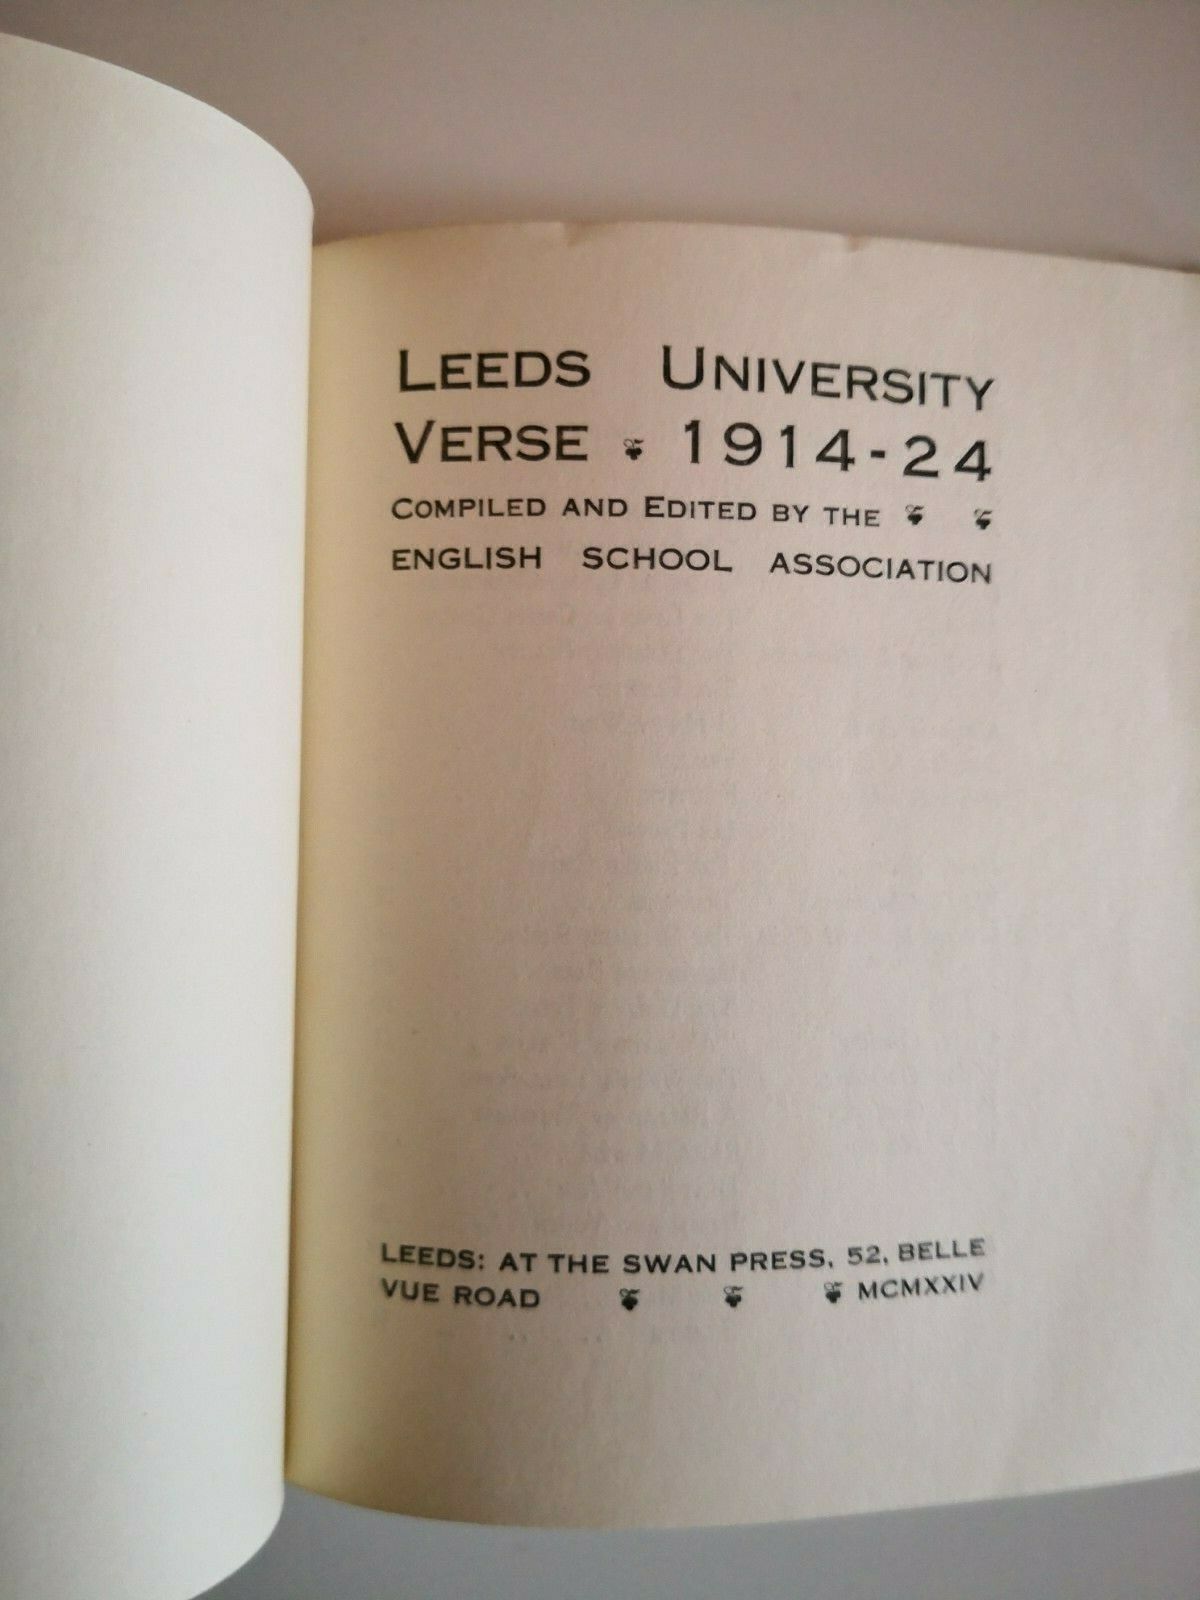 LEEDS UNIVERSITY
VERSE ❦ 1914-24
COMPILED AND EDITED BY THE ❦ ❦
ENGLISH SCHOOL ASSOCIATION
LEEDS: AT THE SWAN PRESS, 52, BELLE
VUE ROAD ❦ ❦ ❦ MCMXXIV